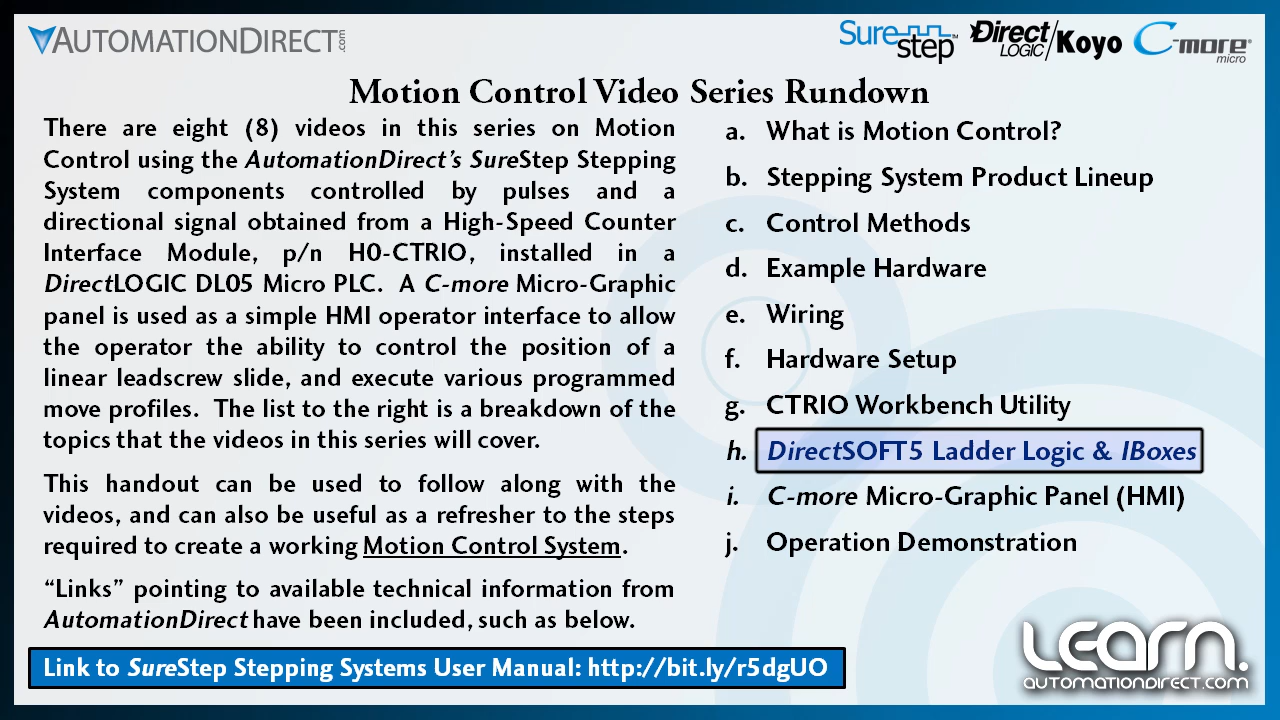 AUTOMATIONDIRECT.com
SureStep™
DirectLOGIC/Koyo
C-more® micro
Motion Control Video Series Rundown
There are eight (8) videos in this series on Motion
Control using the AutomationDirect's SureStep Stepping
System components controlled by pulses and a
directional signal obtained from a High-Speed Counter
Interface Module, p/n H0-CTRIO, installed in a
DirectLOGIC DL05 Micro PLC. A C-more Micro-Graphic
panel is used as a simple HMI operator interface to allow
the operator the ability to control the position of a
linear leadscrew slide, and execute various programmed
move profiles. The list to the right is a breakdown of the
topics that the videos in this series will cover.
This handout can be used to follow along with the
videos, and can also be useful as a refresher to the steps
required to create a working Motion Control System.
“Links” pointing to available technical information from
AutomationDirect have been included, such as below.
Link to SureStep Stepping Systems User Manual: http://bit.ly/r5dgUO
a. What is Motion Control?
b. Stepping System Product Lineup
c. Control Methods
d. Example Hardware
e. Wiring
f. Hardware Setup
g. CTRIO Workbench Utility
h. DirectSOFT5 Ladder Logic & IBoxes
i. C-more Micro-Graphic Panel (HMI)
j. Operation Demonstration
LEARN.
AUTOMATIONDIRECT.COM